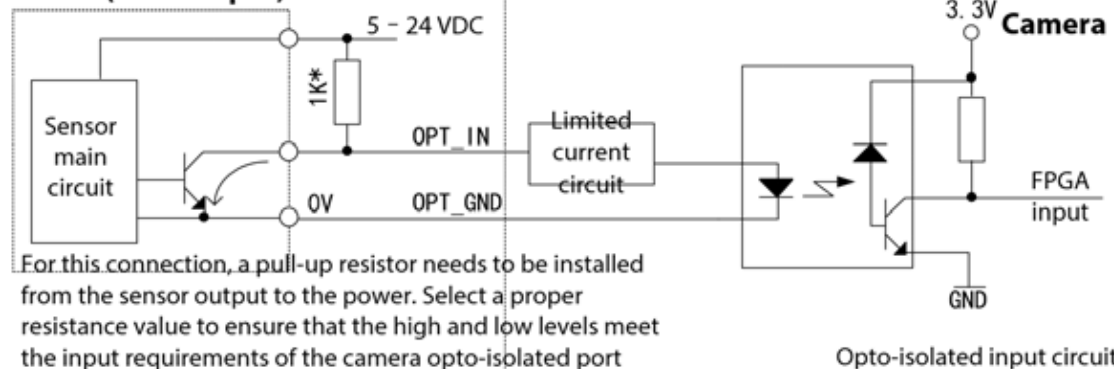 3. 3V Camera
5 - 24 VDC
1K*
Sensor
main
circuit
OPT_IN
Limited
current
circuit
0V
OPT_GND
FPGA
input
GND
For this connection, a pull-up resistor needs to be installed
from the sensor output to the power. Select a proper
resistance value to ensure that the high and low levels meet
the input requirements of the camera opto-isolated port
Opto-isolated input circuit